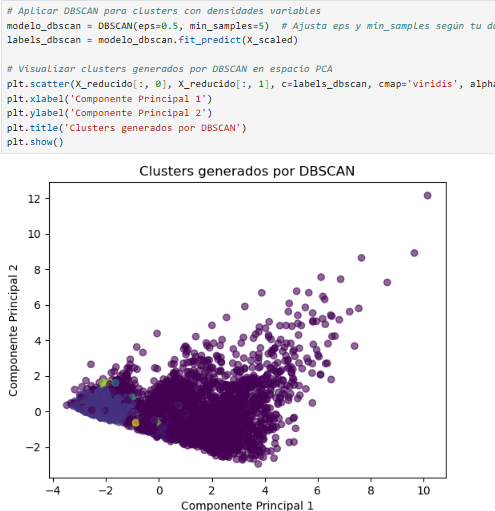 # Aplicar DBSCAN para clusters con densidades variables
modelo_dbscan = DBSCAN(eps=0.5, min_samples=5)  # Ajusta eps y min_samples según tu
labels_dbscan = modelo_dbscan.fit_predict(X_scaled)
# Visualizar clusters generados por DBSCAN en espacio PCA
plt.scatter(X_reducido[:, 0], X_reducido[:, 1], c=labels_dbscan, cmap='viridis', alpha
plt.xlabel('Componente Principal 1')
plt.ylabel('Componente Principal 2')
plt.title('Clusters generados por DBSCAN')
plt.show()
Clusters generados por DBSCAN
12
10
8
6
4
2
0
−2
Componente Principal 2
−4 −2 0 2 4 6 8 10
Componente Principal 1